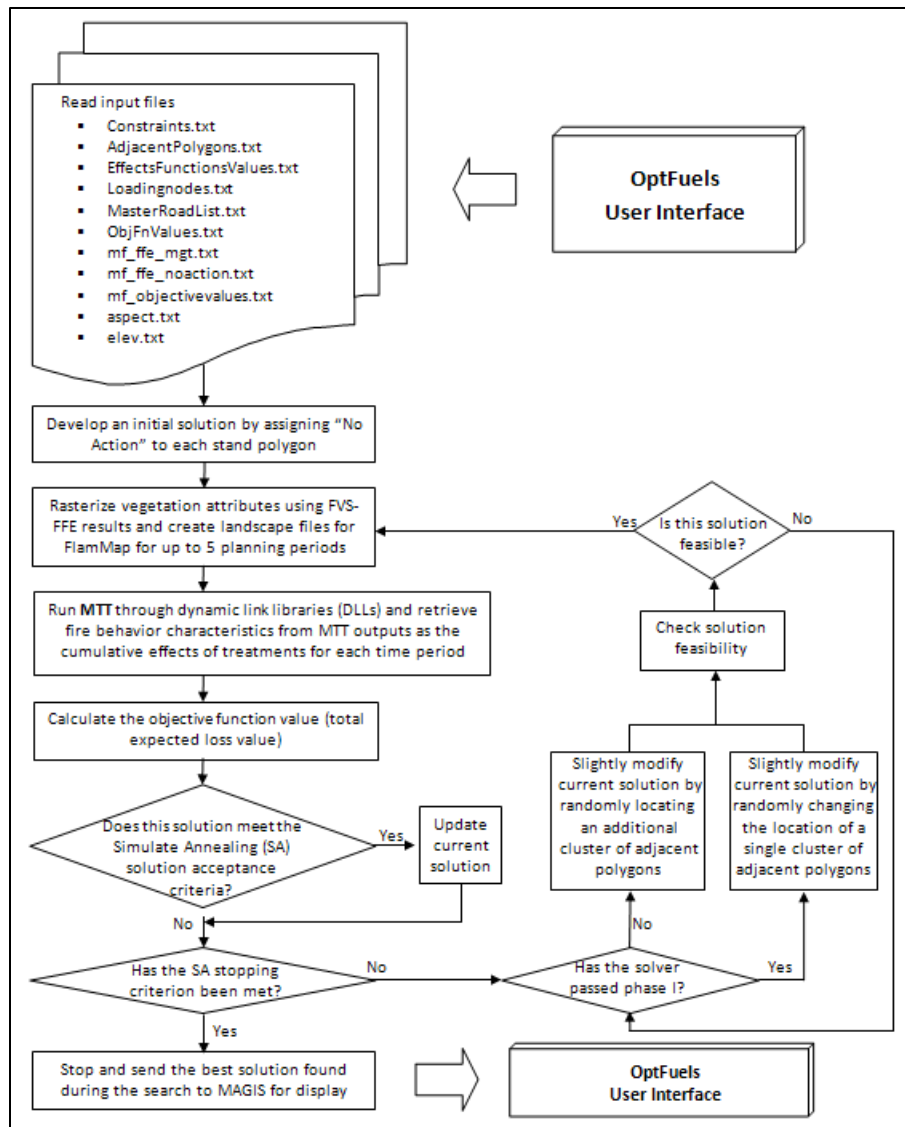 Read input files
▪ Constraints.txt
▪ AdjacentPolygons.txt
▪ EffectsFunctionsValues.txt
▪ Loadingnodes.txt
▪ MasterRoadList.txt
▪ ObjFnValues.txt
▪ mf_ffe_mgt.txt
▪ mf_ffe_noaction.txt
▪ mf_objectivevalues.txt
▪ aspect.txt
▪ elev.txt
OptFuels
User Interface
Develop an initial solution by assigning “No
Action” to each stand polygon
Rasterize vegetation attributes using FVS-
FFE results and create landscape files for
FlamMap for up to 5 planning periods
Run MTT through dynamic link libraries (DLLs) and retrieve
fire behavior characteristics from MTT outputs as the
cumulative effects of treatments for each time period
Calculate the objective function value (total
expected loss value)
Does this solution meet the
Simulate Annealing (SA)
solution acceptance
criteria?
Yes
Update
current
solution
No
Has the SA stopping
criterion been met?
No
Yes
Stop and send the best solution found
during the search to MAGIS for display
Yes
Is this solution
feasible?
No
Check solution
feasibility
Slightly modify
current solution by
randomly locating
an additional
cluster of adjacent
polygons
Slightly modify
current solution by
randomly changing
the location of a
single cluster of
adjacent polygons
No
Has the solver
passed phase I?
Yes
OptFuels
User Interface